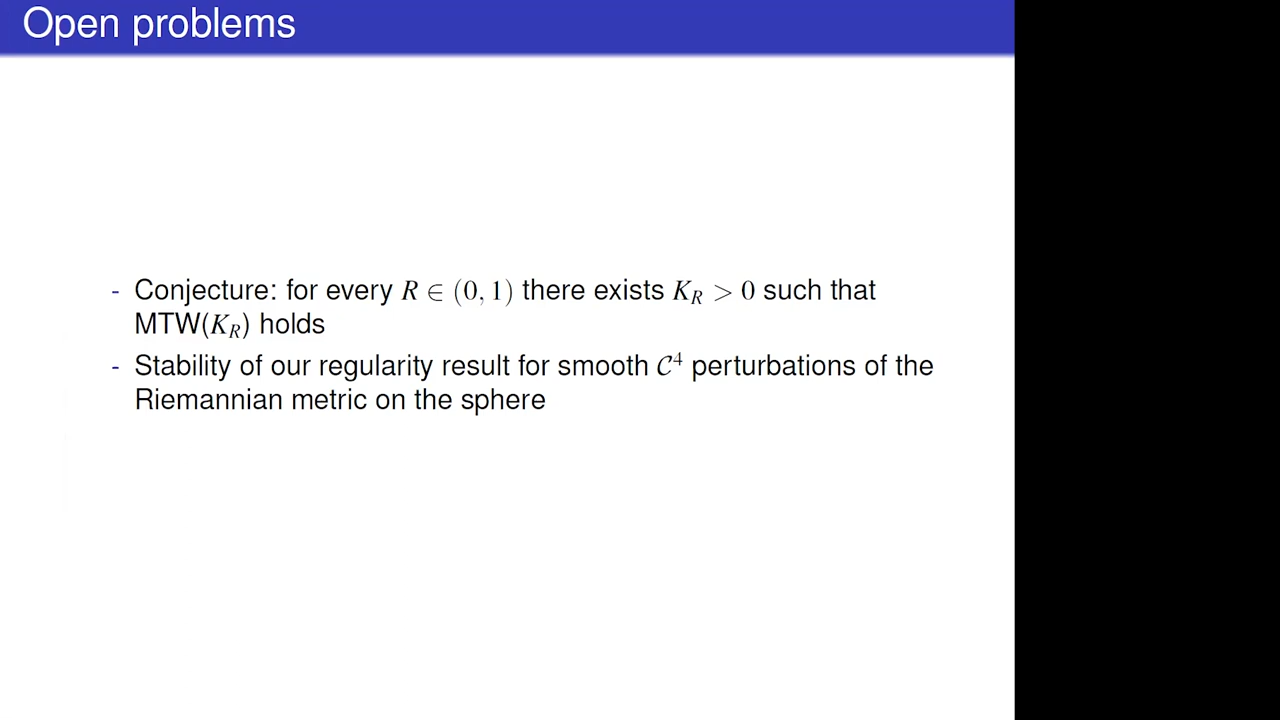 Open problems
- Conjecture: for every R ∈ (0, 1) there exists K_R > 0 such that
MTW(K_R) holds
- Stability of our regularity result for smooth 𝒞⁴ perturbations of the
Riemannian metric on the sphere